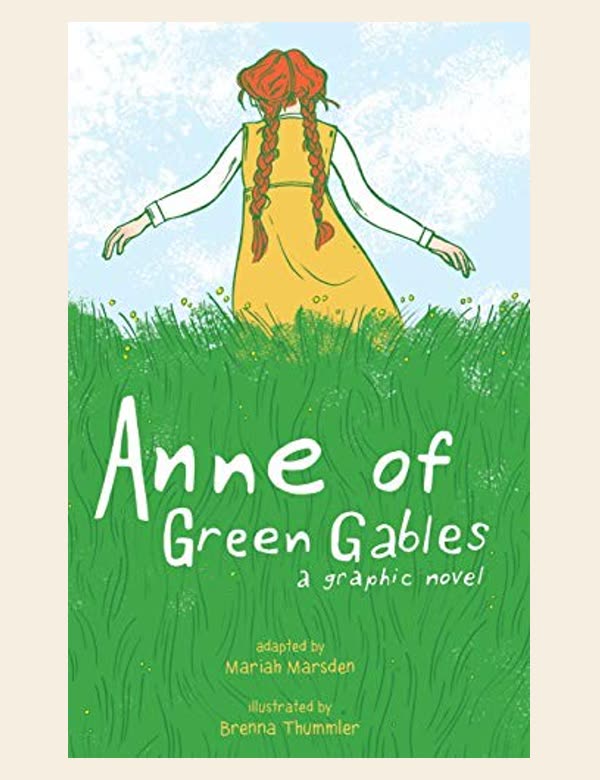 Anne of
Green Gables
a graphic novel
adapted by
Mariah Marsden
illustrated by
Brenna Thummler